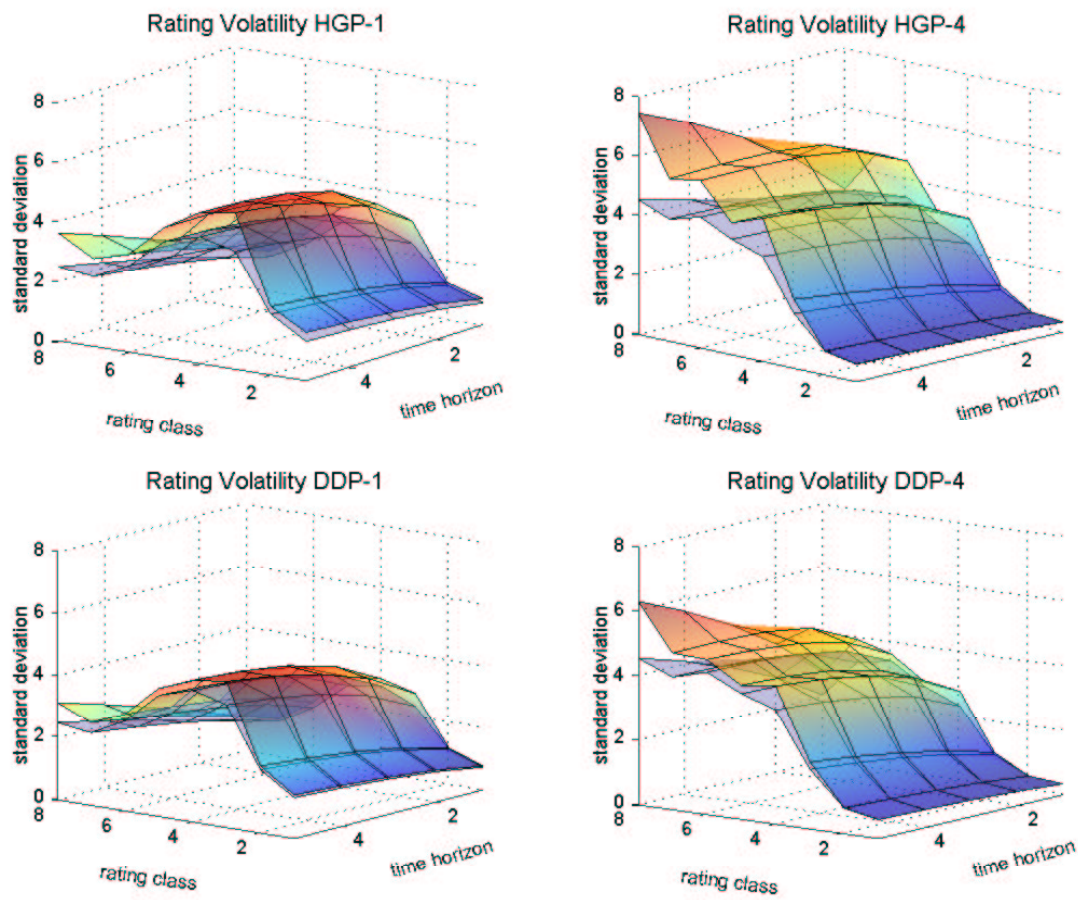 Rating Volatility HGP-1
8
6
4
2
0
standard deviation
8
6
4
2
rating class
4
2
time horizon
Rating Volatility HGP-4
8
6
4
2
0
standard deviation
8
6
4
2
rating class
4
2
time horizon
Rating Volatility DDP-1
8
6
4
2
0
standard deviation
8
6
4
2
rating class
4
2
time horizon
Rating Volatility DDP-4
8
6
4
2
0
standard deviation
8
6
4
2
rating class
4
2
time horizon